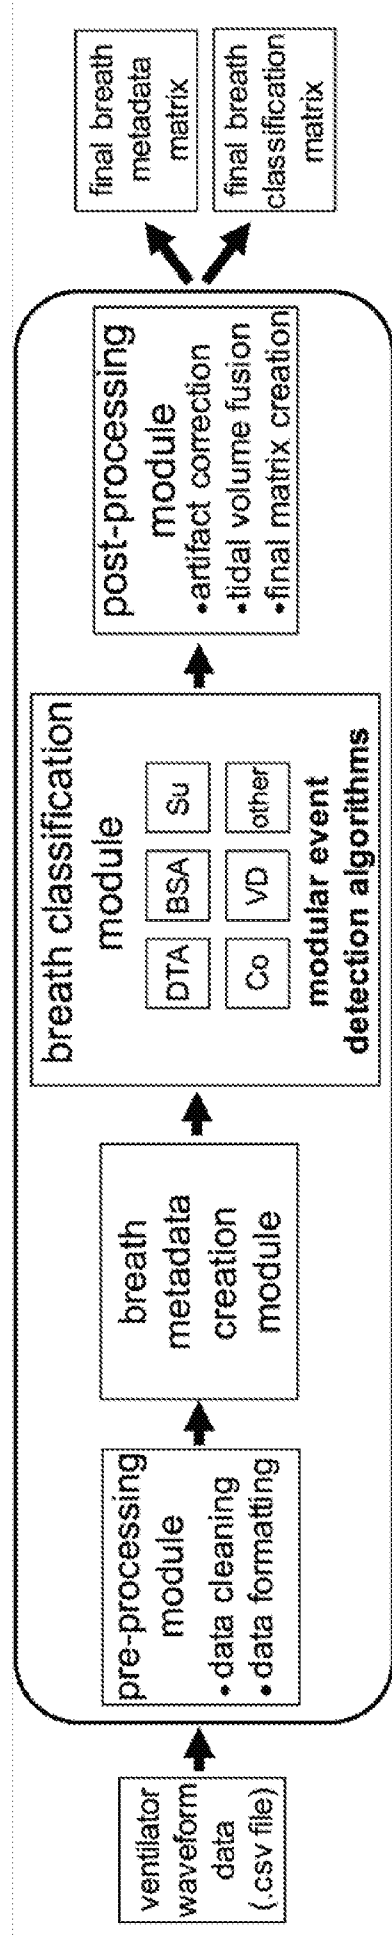 ventilator
waveform
data
(.csv file)
pre-processing
module
•data cleaning
•data formatting
breath
metadata
creation
module
breath classification
module
DTA
BSA
Su
Co
VD
other
modular event
detection algorithms
post-processing
module
•artifact correction
•tidal volume fusion
•final matrix creation
final breath
metadata
matrix
final breath
classification
matrix